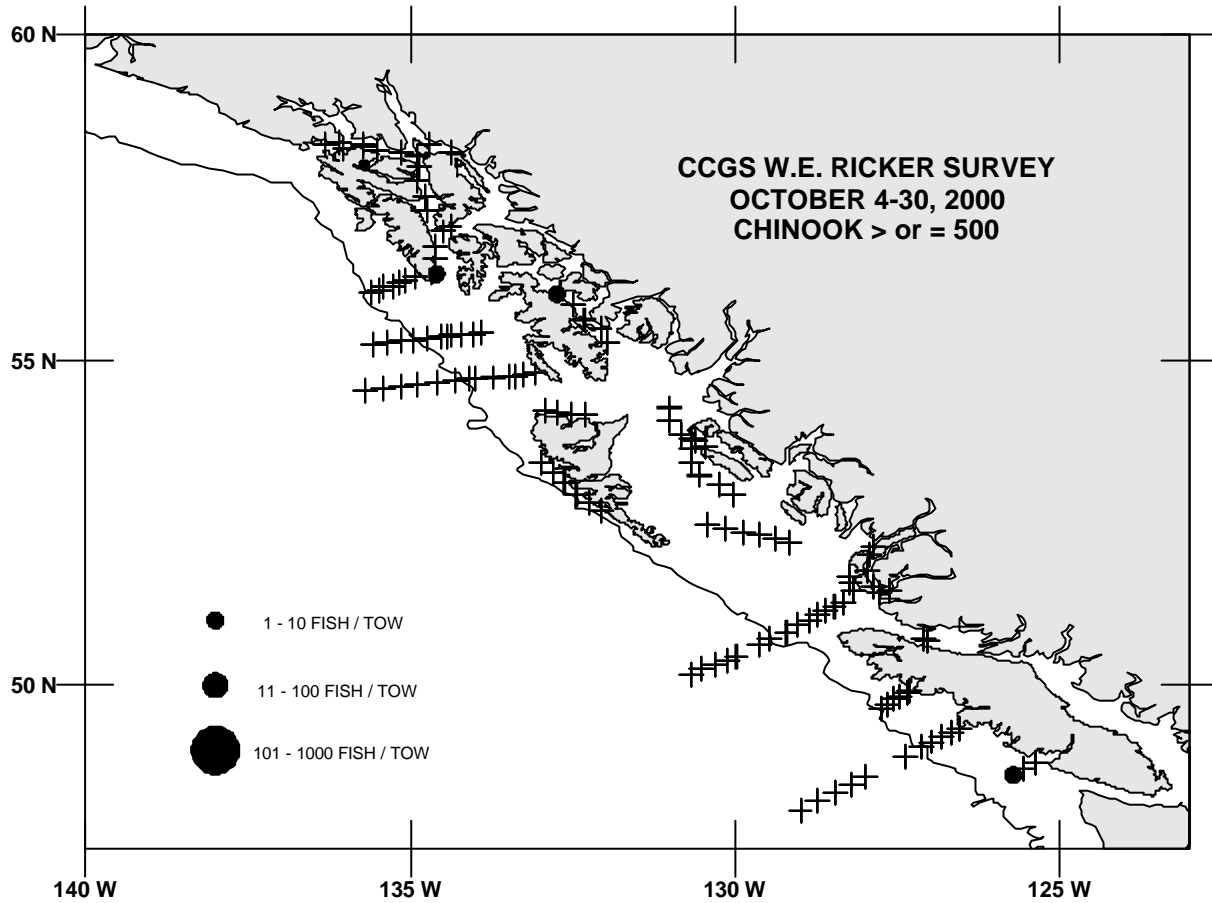 60 N
CCGS W.E. RICKER SURVEY
OCTOBER 4-30, 2000
CHINOOK > or = 500
55 N
1 - 10 FISH / TOW
50 N
11 - 100 FISH / TOW
101 - 1000 FISH / TOW
140 W
135 W
130 W
125 W